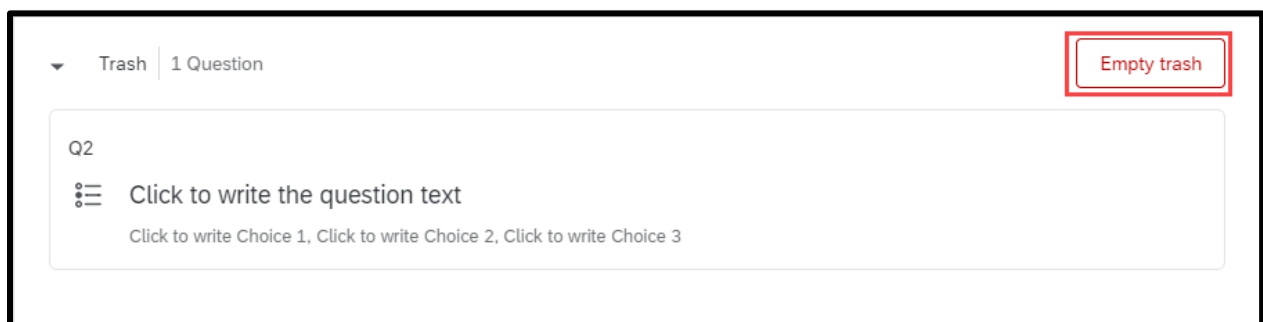 Trash 1 Question Empty trash
Q2
Click to write the question text
Click to write Choice 1, Click to write Choice 2, Click to write Choice 3